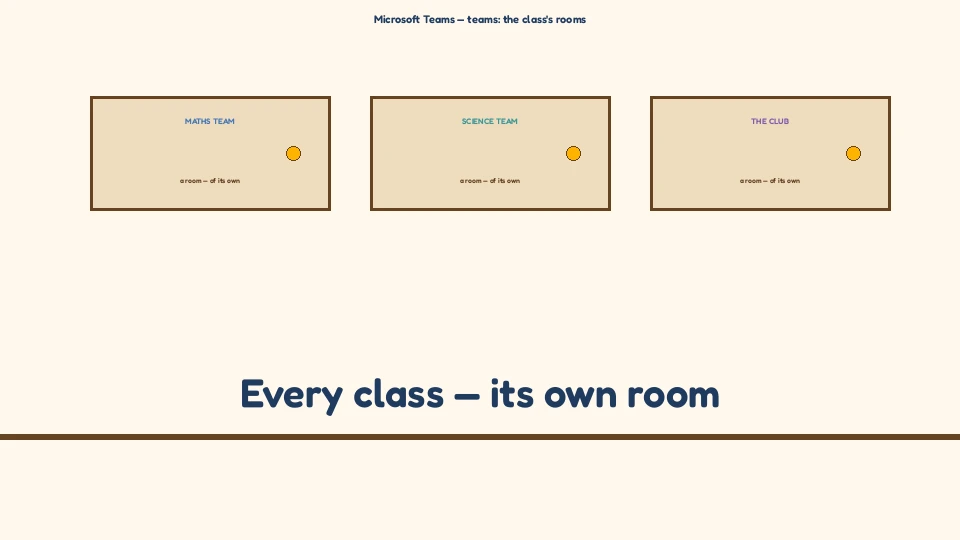 Microsoft Teams — teams: the class's rooms
MATHS TEAM
a room — of its own
SCIENCE TEAM
a room — of its own
THE CLUB
a room — of its own
Every class — its own room